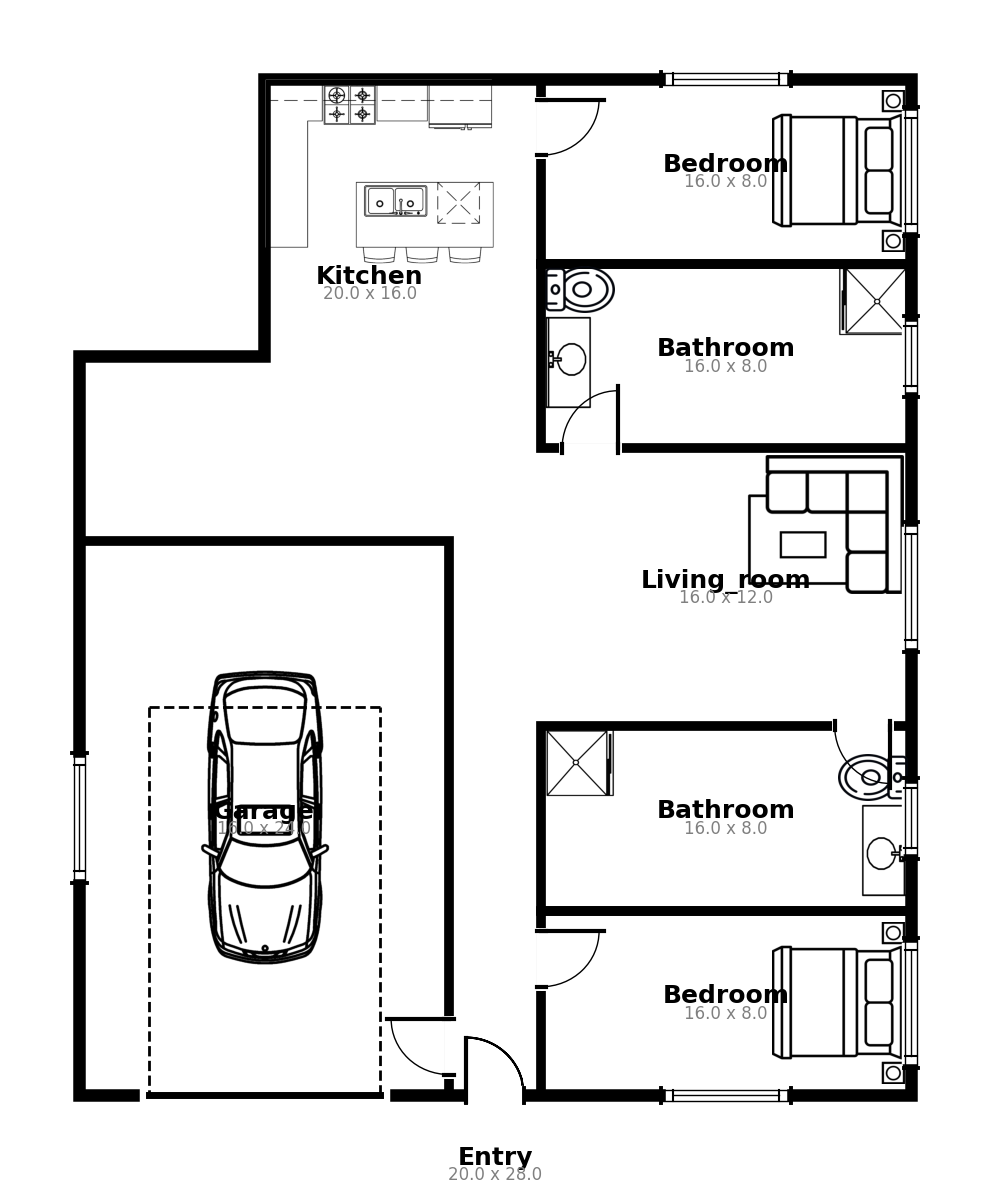 Bedroom
16.0 x 8.0
Kitchen
20.0 x 16.0
Bathroom
16.0 x 8.0
Living_room
16.0 x 12.0
Garage
16.0 x 24.0
Bathroom
16.0 x 8.0
Bedroom
16.0 x 8.0
Entry
20.0 x 28.0